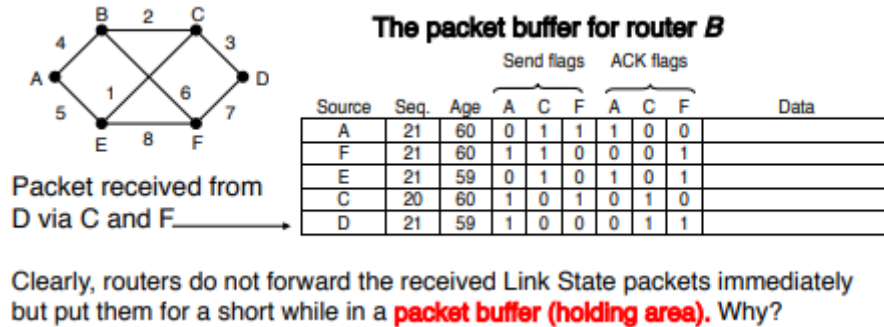 B 2 C
The packet buffer for router B
4 3
Send flags ACK flags
A D
1 6
Source Seq. Age A C F A C F Data
5 7
A 21 60 0 1 1 1 0 0
E 8 F
F 21 60 1 1 0 0 0 1
E 21 59 0 1 0 1 0 1
Packet received from
C 20 60 1 0 1 0 1 0
D via C and F
D 21 59 1 0 0 0 1 1
Clearly, routers do not forward the received Link State packets immediately
but put them for a short while in a packet buffer (holding area). Why?